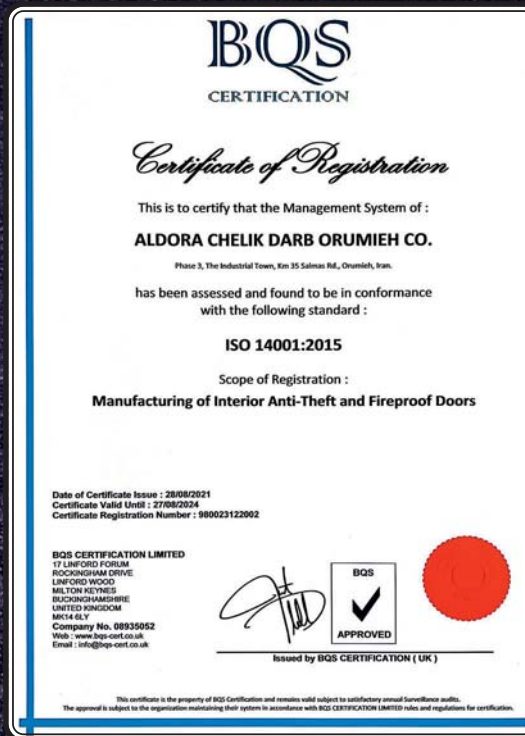 BQS
CERTIFICATION
Certificate of Registration
This is to certify that the Management System of :
ALDORA CHELIK DARB ORUMIEH CO.
Phase 3, The Industrial Town, Km 35 Salmas Rd., Orumieh, Iran.
has been assessed and found to be in conformance
with the following standard :
ISO 14001:2015
Scope of Registration :
Manufacturing of Interior Anti-Theft and Fireproof Doors
Date of Certificate Issue : 28/08/2021
Certificate Valid Until : 27/08/2024
Certificate Registration Number : 980023122002
BQS CERTIFICATION LIMITED
17 LINFORD FORUM
ROCKINGHAM DRIVE
LINFORD WOOD
MILTON KEYNES
BUCKINGHAMSHIRE
UNITED KINGDOM
MK14 6LY
Company No. 08935052
Web : www.bqs-cert.co.uk
Email : info@bqs-cert.co.uk
BQS
APPROVED
Issued by BQS CERTIFICATION ( UK )
This certificate is the property of BQS Certification and remains valid subject to satisfactory annual Surveillance audits.
The approval is subject to the organization maintaining their system in accordance with BQS CERTIFICATION LIMITED rules and regulations for certification.